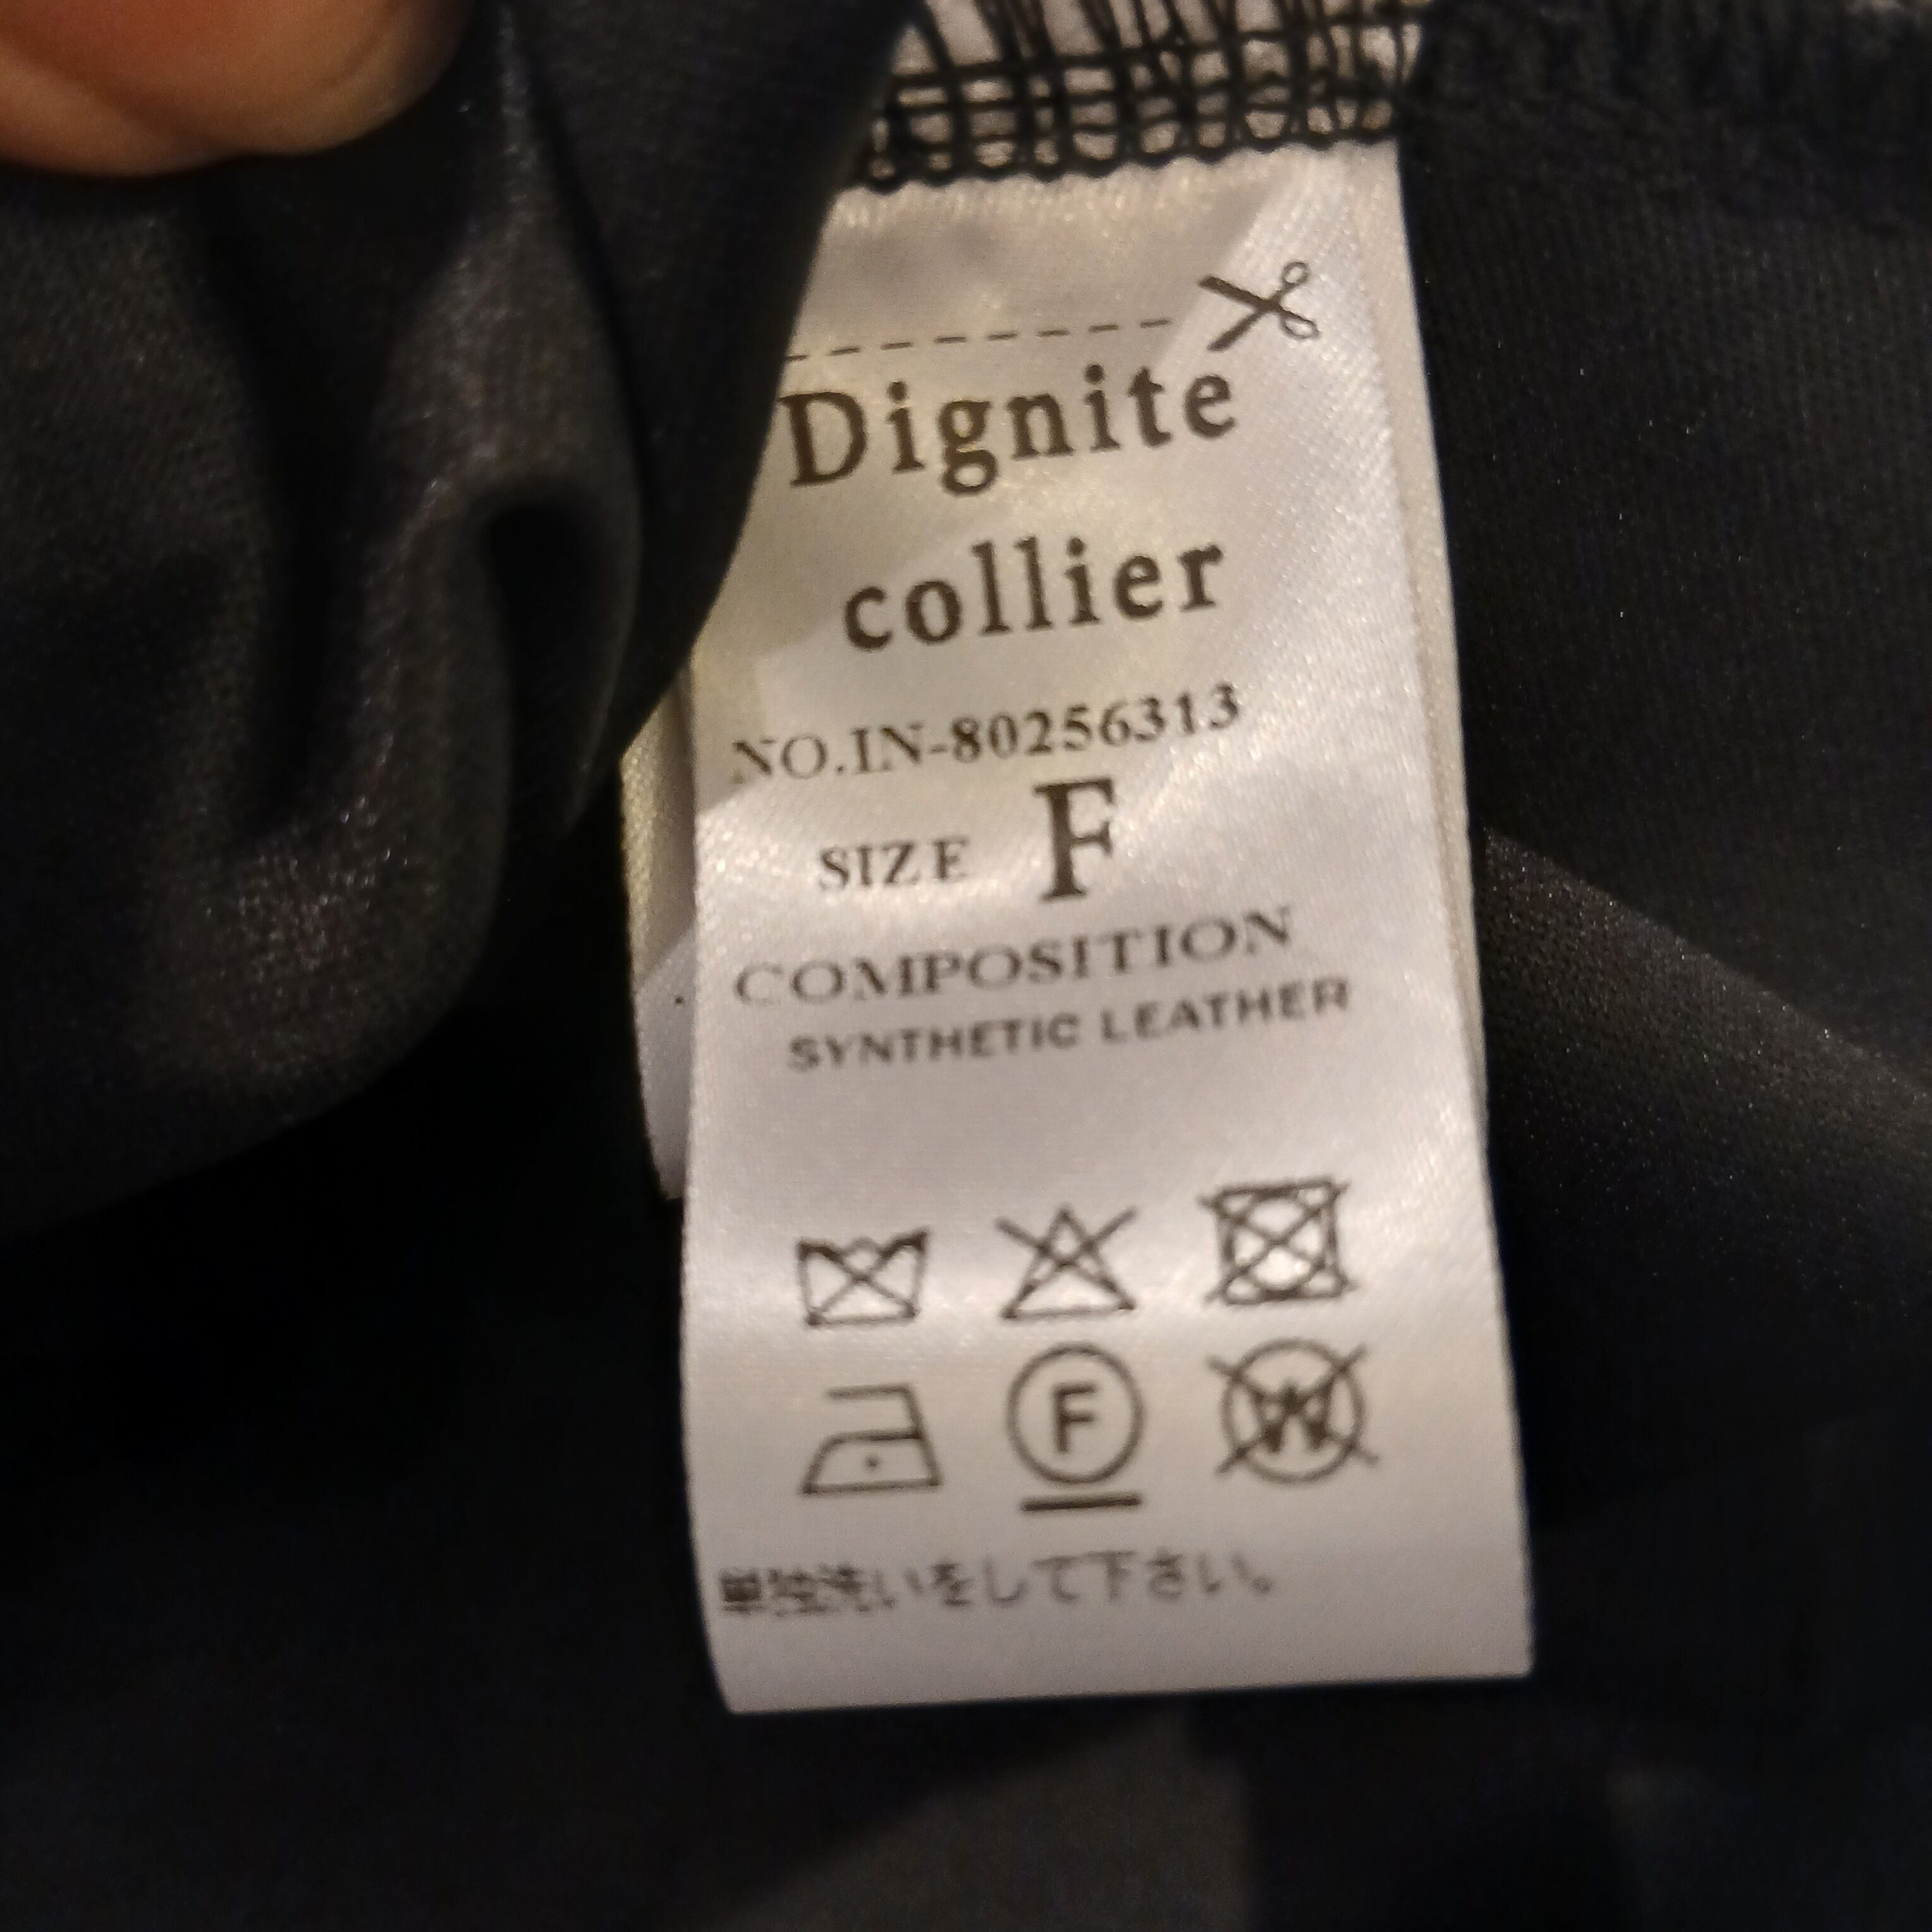 Dignite
collier
NO.IN-80256313
SIZE F
COMPOSITION
SYNTHETIC LEATHER
F W
単独洗いをして下さい。